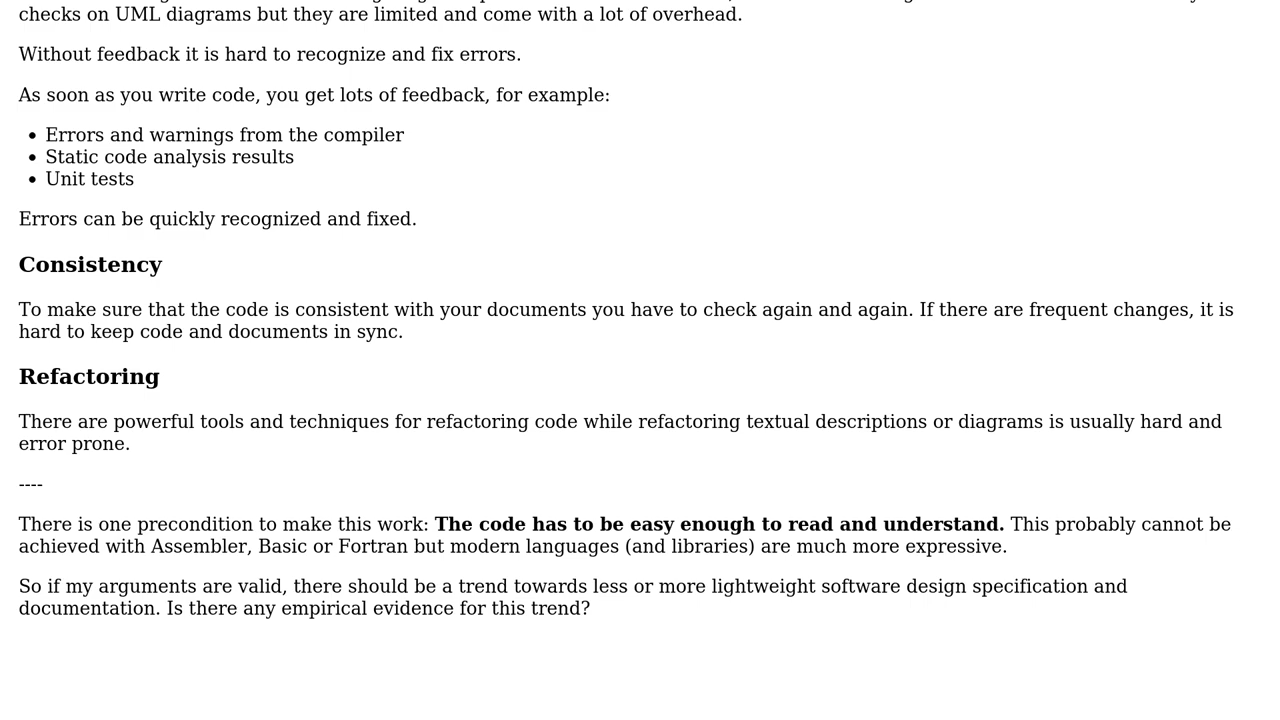 checks on UML diagrams but they are limited and come with a lot of overhead.
Without feedback it is hard to recognize and fix errors.
As soon as you write code, you get lots of feedback, for example:
• Errors and warnings from the compiler
• Static code analysis results
• Unit tests
Errors can be quickly recognized and fixed.
Consistency
To make sure that the code is consistent with your documents you have to check again and again. If there are frequent changes, it is
hard to keep code and documents in sync.
Refactoring
There are powerful tools and techniques for refactoring code while refactoring textual descriptions or diagrams is usually hard and
error prone.
----
There is one precondition to make this work: The code has to be easy enough to read and understand. This probably cannot be
achieved with Assembler, Basic or Fortran but modern languages (and libraries) are much more expressive.
So if my arguments are valid, there should be a trend towards less or more lightweight software design specification and
documentation. Is there any empirical evidence for this trend?